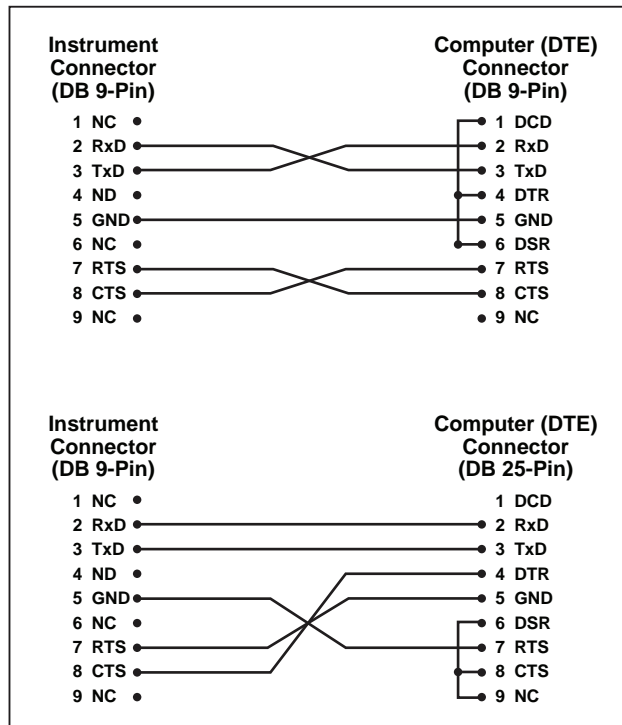 Instrument
Connector
(DB 9-Pin)
Computer (DTE)
Connector
(DB 9-Pin)
1 NC
2 RxD
3 TxD
4 ND
5 GND
6 NC
7 RTS
8 CTS
9 NC
1 DCD
2 RxD
3 TxD
4 DTR
5 GND
6 DSR
7 RTS
8 CTS
9 NC
Instrument
Connector
(DB 9-Pin)
Computer (DTE)
Connector
(DB 25-Pin)
1 NC
2 RxD
3 TxD
4 ND
5 GND
6 NC
7 RTS
8 CTS
9 NC
1 DCD
2 RxD
3 TxD
4 DTR
5 GND
6 DSR
7 RTS
8 CTS
9 NC